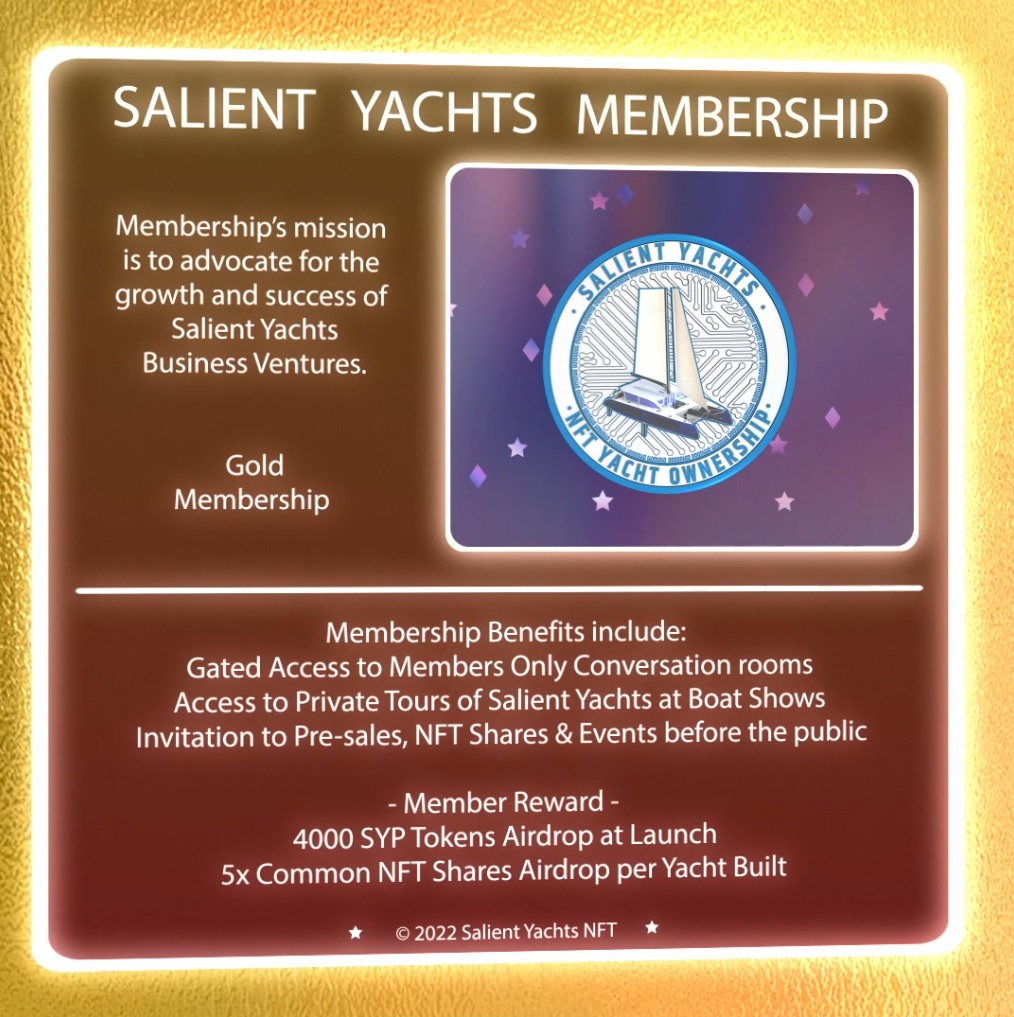 SALIENT YACHTS MEMBERSHIP
Membership's mission
is to advocate for the
growth and success of
Salient Yachts
Business Ventures.
Gold
Membership
· SALIENT YACHTS ·
· NFT YACHT OWNERSHIP ·
Membership Benefits include:
Gated Access to Members Only Conversation rooms
Access to Private Tours of Salient Yachts at Boat Shows
Invitation to Pre-sales, NFT Shares & Events before the public
- Member Reward -
4000 SYP Tokens Airdrop at Launch
5x Common NFT Shares Airdrop per Yacht Built
© 2022 Salient Yachts NFT